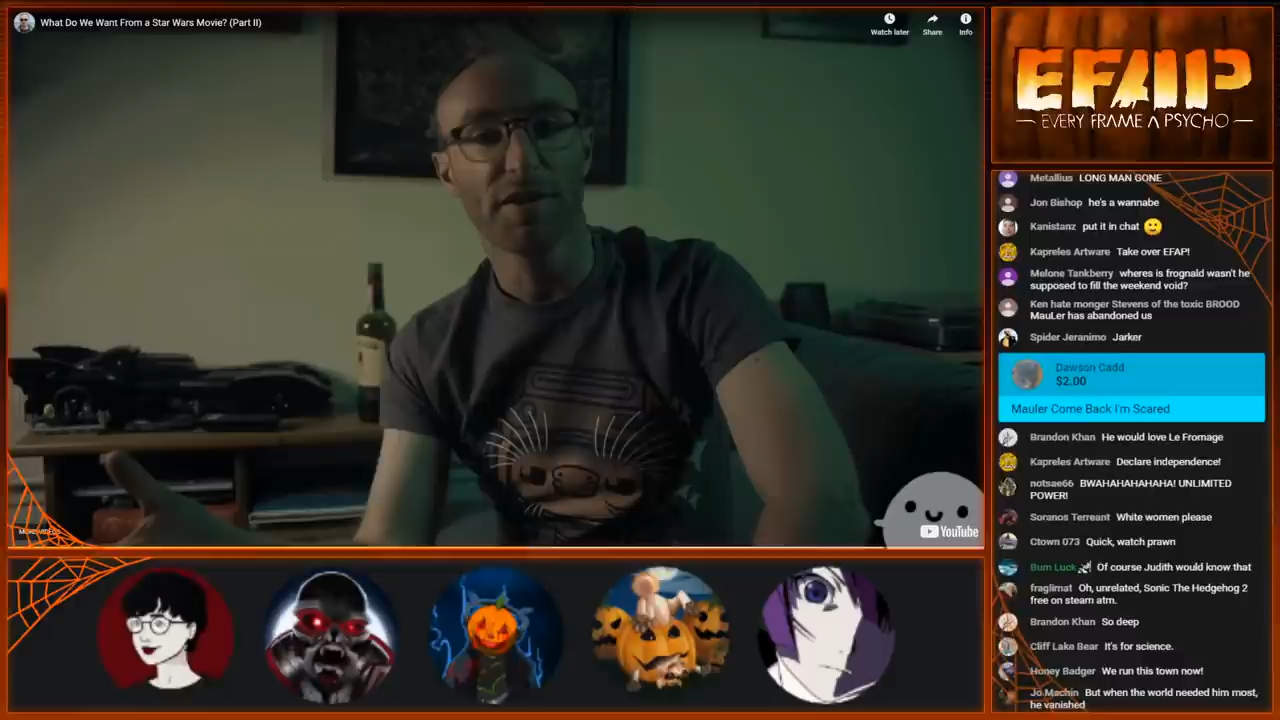 What Do We Want From a Star Wars Movie? (Part II)
Watch later
Share
Info
EFAP
EVERY FRAME A PSYCHO
Metallius LONG MAN GONE
Jon Bishop he's a wannabe
Kanistanz put it in chat
Kapreles Artware Take over EFAP!
Melone Tankberry wheres is frognald wasn't he
supposed to fill the weekend void?
Ken hate monger Stevens of the toxic BROOD
MauLer has abandoned us
Spider Jeranimo Jarker
Dawson Cadd
$2.00
Mauler Come Back I'm Scared
Brandon Khan He would love Le Fromage
Kapreles Artware Declare independence!
notsae66 BWAHAHAHAHA! UNLIMITED
POWER!
Soranos Terreant White women please
Ctown 073 Quick, watch prawn
Bum Luck Of course Judith would know that
fraglimat Oh, unrelated, Sonic The Hedgehog 2
free on steam atm.
Brandon Khan So deep
Cliff Lake Bear It's for science.
Honey Badger We run this town now!
Jo Machin But when the world needed him most,
he vanished
MORE VIDEOS
YouTube